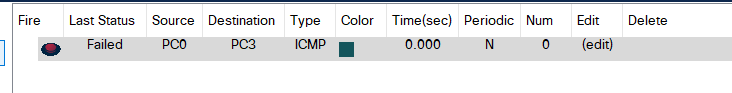 Fire Last Status Source Destination Type Color Time(sec) Periodic Num Edit Delete
Failed PC0 PC3 ICMP 0.000 N 0 (edit)